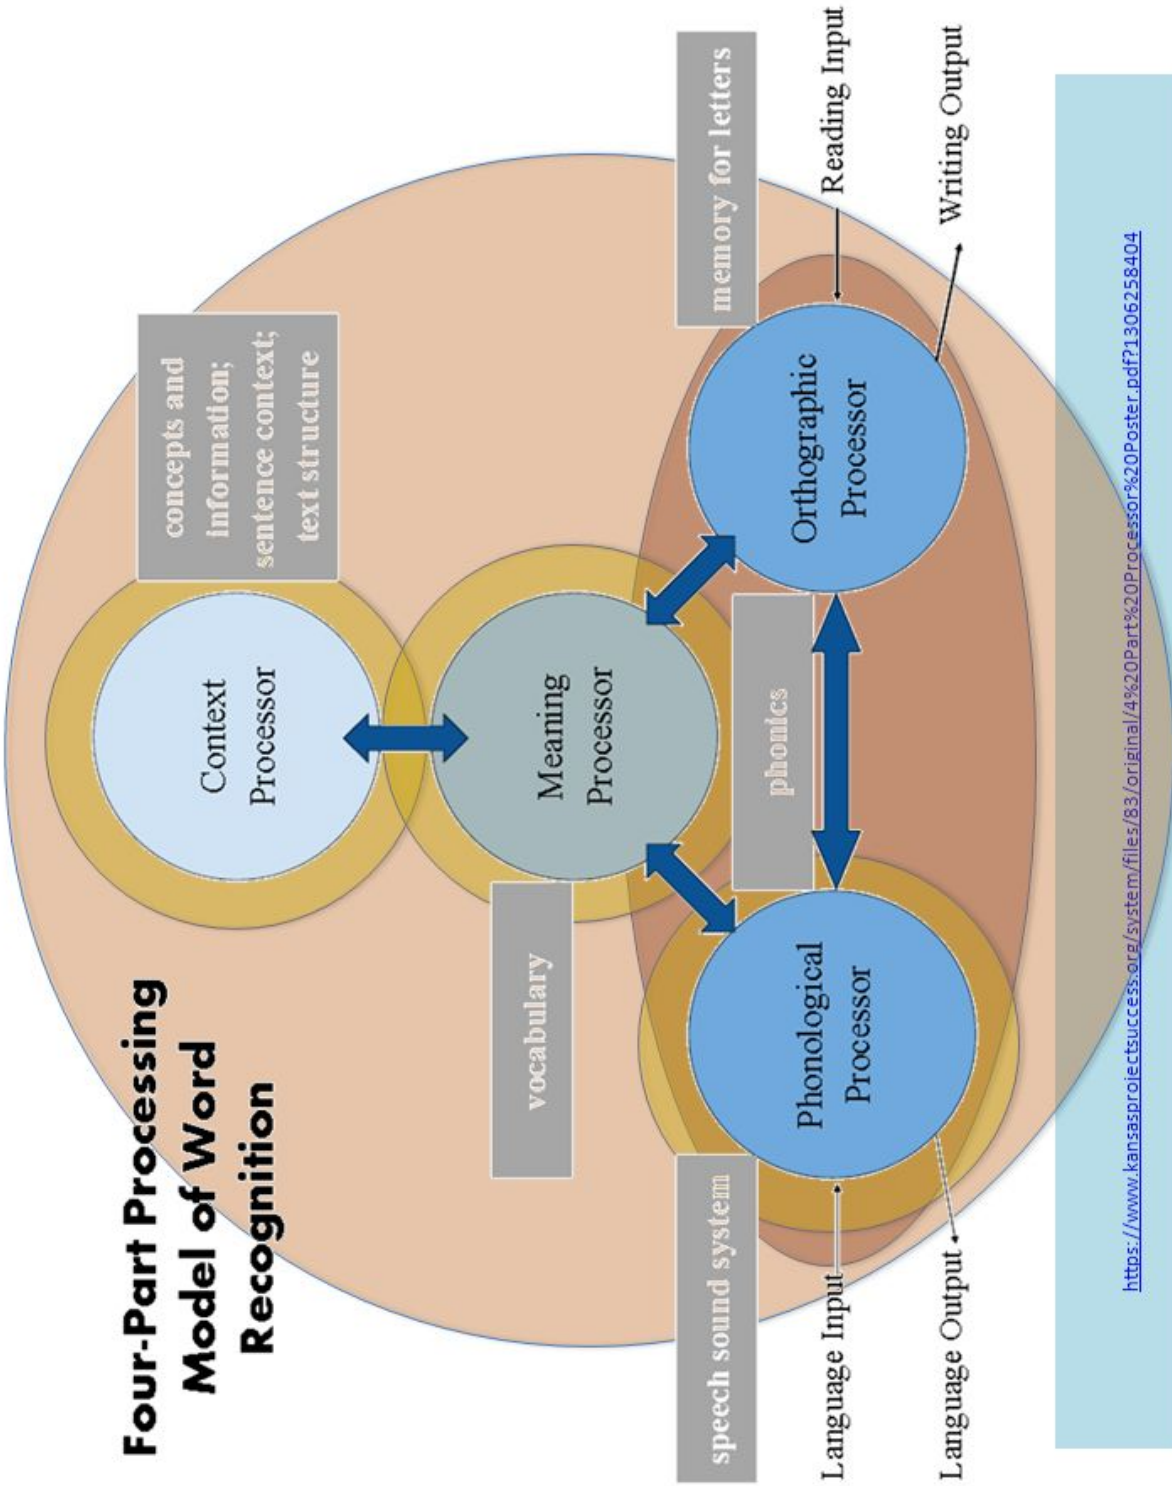 Four-Part Processing
Model of Word
Recognition
concepts and
information;
sentence context;
text structure
Context
Processor
vocabulary
Meaning
Processor
speech sound system
phonics
memory for letters
Phonological
Processor
Orthographic
Processor
Language Input
Reading Input
Language Output
Writing Output
https://www.kansasprojectsuccess.org/system/files/83/original/4%20Part%20Processor%20Poster.pdf?1306258404